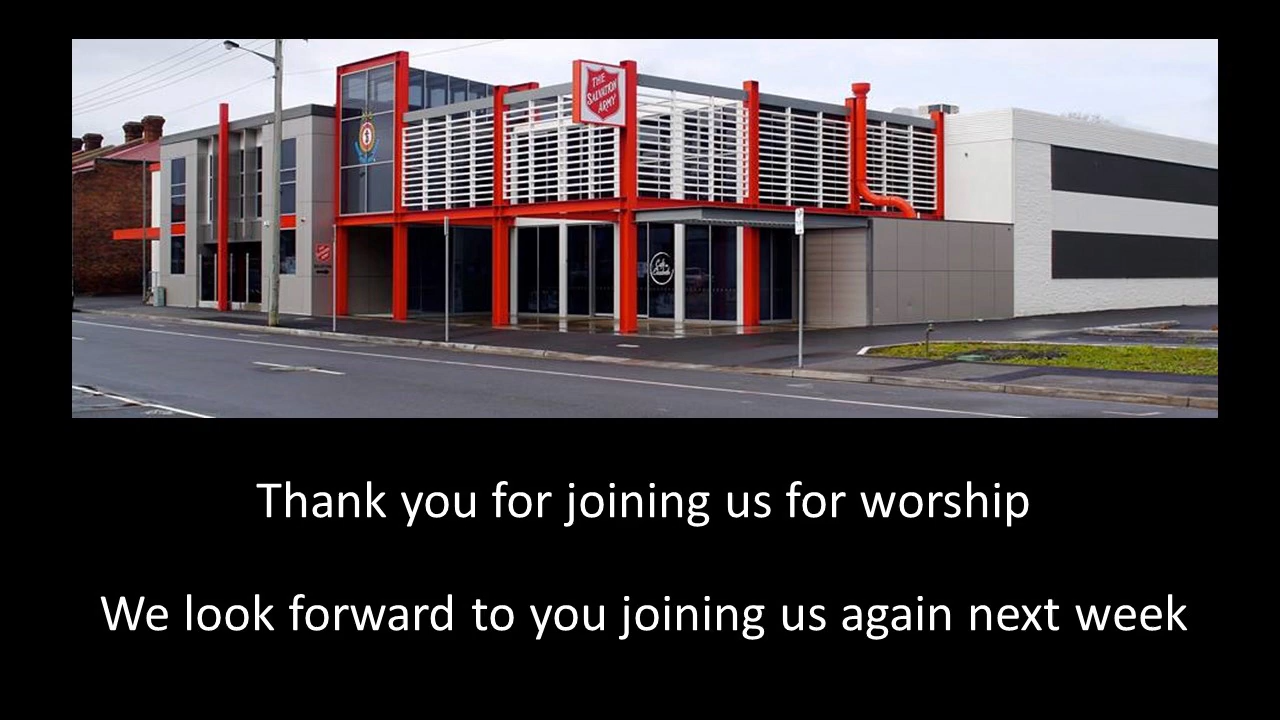 THE
SALVATION
ARMY
Thank you for joining us for worship
We look forward to you joining us again next week